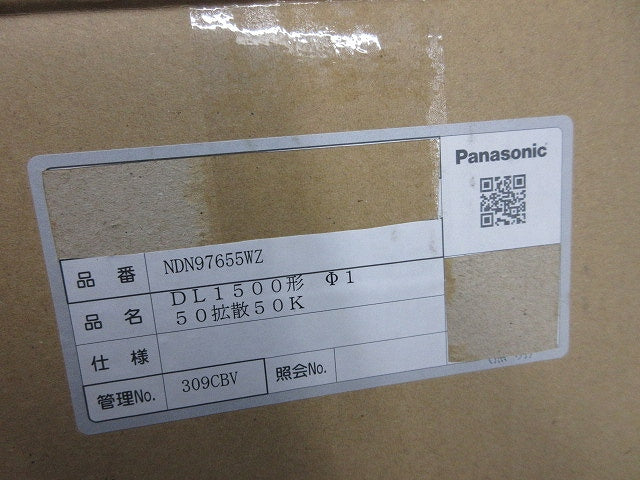 Panasonic
品番 NDN97655WZ
品名 DL1500形 Φ1
50拡散50K
仕様
管理No. 309CBV 照会No.